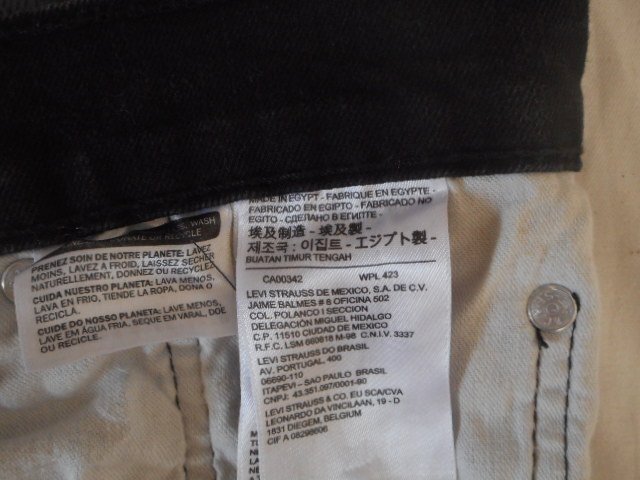 S, WASH
OR RECYCLE
PRENEZ SOIN DE NOTRE PLANETE: LAVEZ
MOINS, LAVEZ A FROID, LAISSEZ SÉCHER
NATURELLEMENT, DONNEZ OU RECYCLEZ
CUIDA NUESTRO PLANETA: LAVA MENOS,
LAVA EN FRIO, TIENDE LA ROPA, DONA O
CUIDE DO NOSSO PLANETA: LAVE MENOS,
LAVE EM ÁGUA FRIA, SEQUE EM VARAL, DOE
OU RECICLE.
MADE IN EGYPT - FABRIQUE EN EGYPTE -
FABRICADO EN EGIPTO - FABRICADO NO
EGITO - СДЕЛАНО В ЕГИПТЕ -
埃及制造 - 埃及製 -
제조국 : 이집트 - エジプト製 -
BUATAN TIMUR TENGAH
CA00342 WPL 423
LEVI STRAUSS DE MEXICO, S.A. DE C.V.
JAIME BALMES # 8 OFICINA 502
COL. POLANCO I SECCION
DELEGACIÓN MIGUEL HIDALGO
C.P. 11510 CIUDAD DE MEXICO
R.F.C. LSM 660618 M-98 C.N.I.V. 3337
LEVI STRAUSS DO BRASIL
AV. PORTUGAL, 400
06690-110
ITAPEVI – SAO PAULO BRASIL
CNPJ: 43.351.097/0001-90
LEVI STRAUSS & CO. EU SCA/CVA
LEONARDO DA VINCILAAN, 19 - D
1831 DIEGEM, BELGIUM
CIF A 08298606